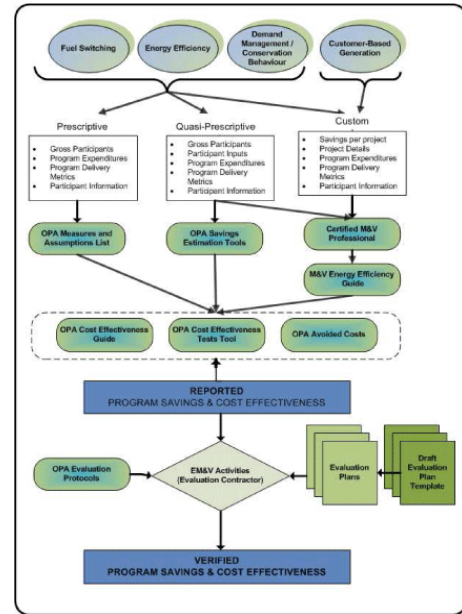 Fuel Switching
Energy Efficiency
Demand
Management /
Conservation
Behaviour
Customer-Based
Generation
Prescriptive
• Gross Participants
• Program Expenditures
• Program Delivery
Metrics
• Participant Information
Quasi-Prescriptive
• Gross Participants
• Participant Inputs
• Program Expenditures
• Program Delivery
Metrics
• Participant Information
Custom
• Savings per project
• Project Details
• Program Expenditures
• Program Delivery
Metrics
• Participant Information
OPA Measures and
Assumptions List
OPA Savings
Estimation Tools
Certified M&V
Professional
M&V Energy Efficiency
Guide
OPA Cost Effectiveness
Guide
OPA Cost Effectiveness
Tests Tool
OPA Avoided Costs
REPORTED
PROGRAM SAVINGS & COST EFFECTIVENESS
OPA Evaluation
Protocols
EM&V Activities
(Evaluation Contractor)
Evaluation
Plans
Draft
Evaluation
Plan
Template
VERIFIED
PROGRAM SAVINGS & COST EFFECTIVENESS